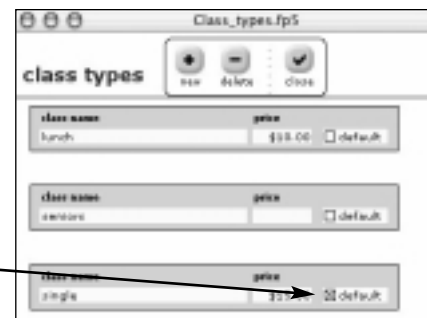 Class_types.fp5
class types
new delete close
class name price
lunch $10.00 default
class name price
seniors default
class name price
single default